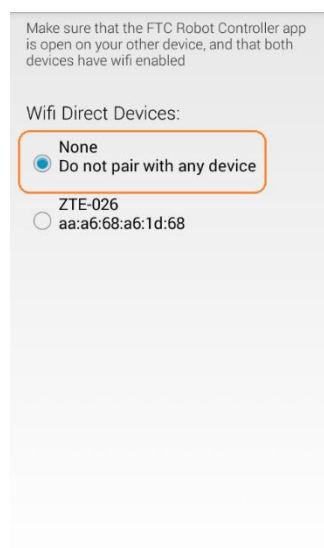 Make sure that the FTC Robot Controller app
is open on your other device, and that both
devices have wifi enabled
Wifi Direct Devices:
None
Do not pair with any device
ZTE-026
aa:a6:68:a6:1d:68